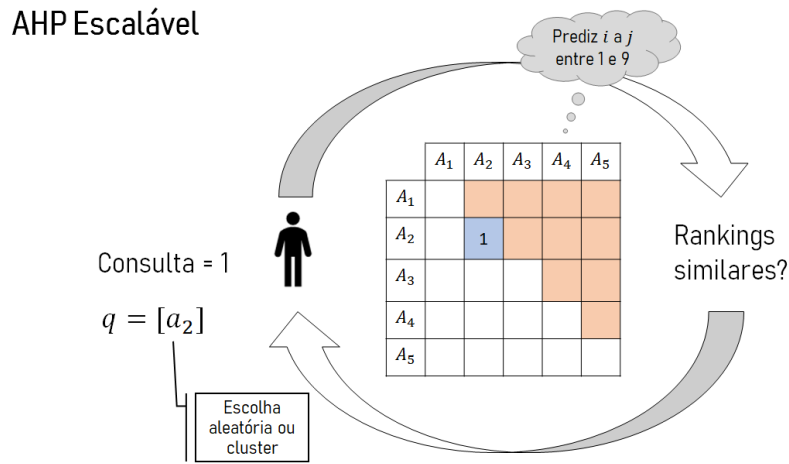 AHP Escalável
Prediz i a j
entre 1 e 9
A₁ A₂ A₃ A₄ A₅
A₁
A₂ 1
A₃
A₄
A₅
Rankings
similares?
Consulta = 1
q = [a₂]
Escolha
aleatória ou
cluster